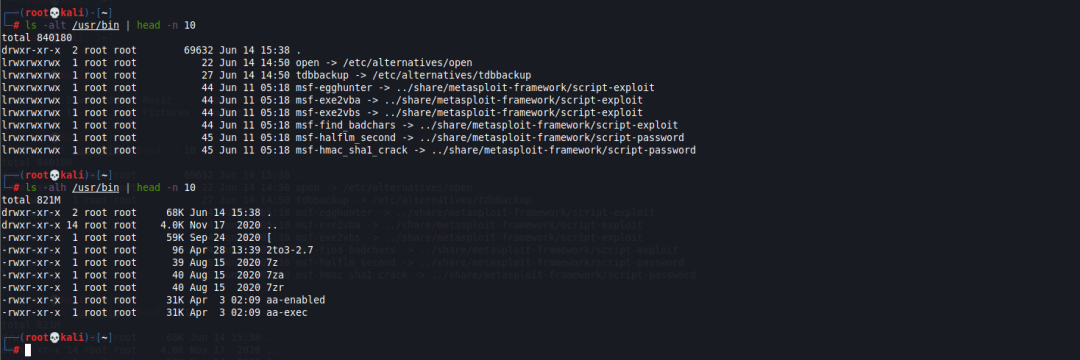 ┌──(root💀kali)-[~]
└─# ls -alt /usr/bin | head -n 10
total 840180
drwxr-xr-x  2 root root       69632 Jun 14 15:38 .
lrwxrwxrwx  1 root root          22 Jun 14 14:50 open -> /etc/alternatives/open
lrwxrwxrwx  1 root root          27 Jun 14 14:50 tdbbackup -> /etc/alternatives/tdbbackup
lrwxrwxrwx  1 root root          44 Jun 11 05:18 msf-egghunter -> ../share/metasploit-framework/script-exploit
lrwxrwxrwx  1 root root          44 Jun 11 05:18 msf-exe2vba -> ../share/metasploit-framework/script-exploit
lrwxrwxrwx  1 root root          44 Jun 11 05:18 msf-exe2vbs -> ../share/metasploit-framework/script-exploit
lrwxrwxrwx  1 root root          44 Jun 11 05:18 msf-find_badchars -> ../share/metasploit-framework/script-exploit
lrwxrwxrwx  1 root root          45 Jun 11 05:18 msf-halflm_second -> ../share/metasploit-framework/script-password
lrwxrwxrwx  1 root root          45 Jun 11 05:18 msf-hmac_sha1_crack -> ../share/metasploit-framework/script-password
┌──(root💀kali)-[~]
└─# ls -alh /usr/bin | head -n 10
total 821M
drwxr-xr-x  2 root root     68K Jun 14 15:38 .
drwxr-xr-x 14 root root    4.0K Nov 17  2020 ..
-rwxr-xr-x  1 root root     59K Sep 24  2020 [
-rwxr-xr-x  1 root root      96 Apr 28 13:39 2to3-2.7
-rwxr-xr-x  1 root root      39 Aug 15  2020 7z
-rwxr-xr-x  1 root root      40 Aug 15  2020 7za
-rwxr-xr-x  1 root root      40 Aug 15  2020 7zr
-rwxr-xr-x  1 root root     31K Apr  3 02:09 aa-enabled
-rwxr-xr-x  1 root root     31K Apr  3 02:09 aa-exec
┌──(root💀kali)-[~]
└─#